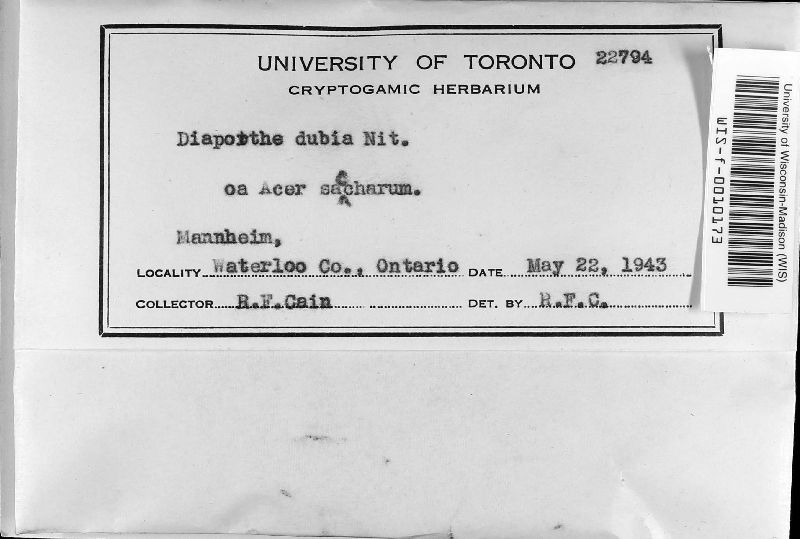 UNIVERSITY OF TORONTO 22794
CRYPTOGAMIC HERBARIUM
Diaporthe dubia Nit.
on Acer saccharum.
Mannheim,
LOCALITY Waterloo Co., Ontario DATE May 22, 1943
COLLECTOR R.F.Cain DET. BY R.F.C.
University of Wisconsin-Madison (WIS)
WIS-f-0010173